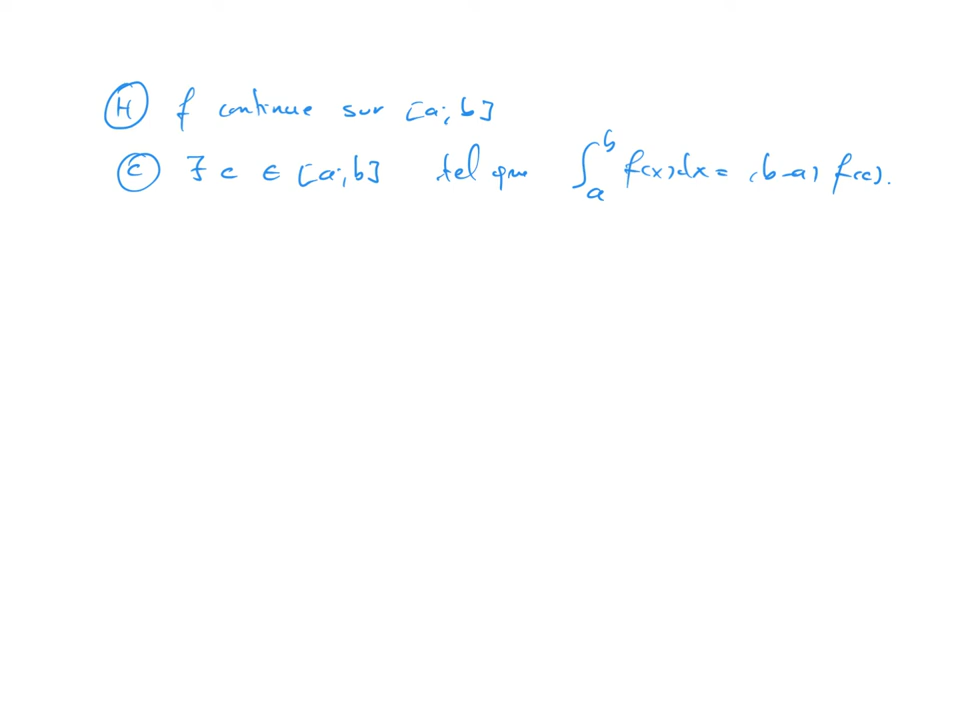 H f continue sur [a; b]
C ∃ c ∈ [a; b] tel que ∫_a^b f(x)dx = (b-a) f(c).